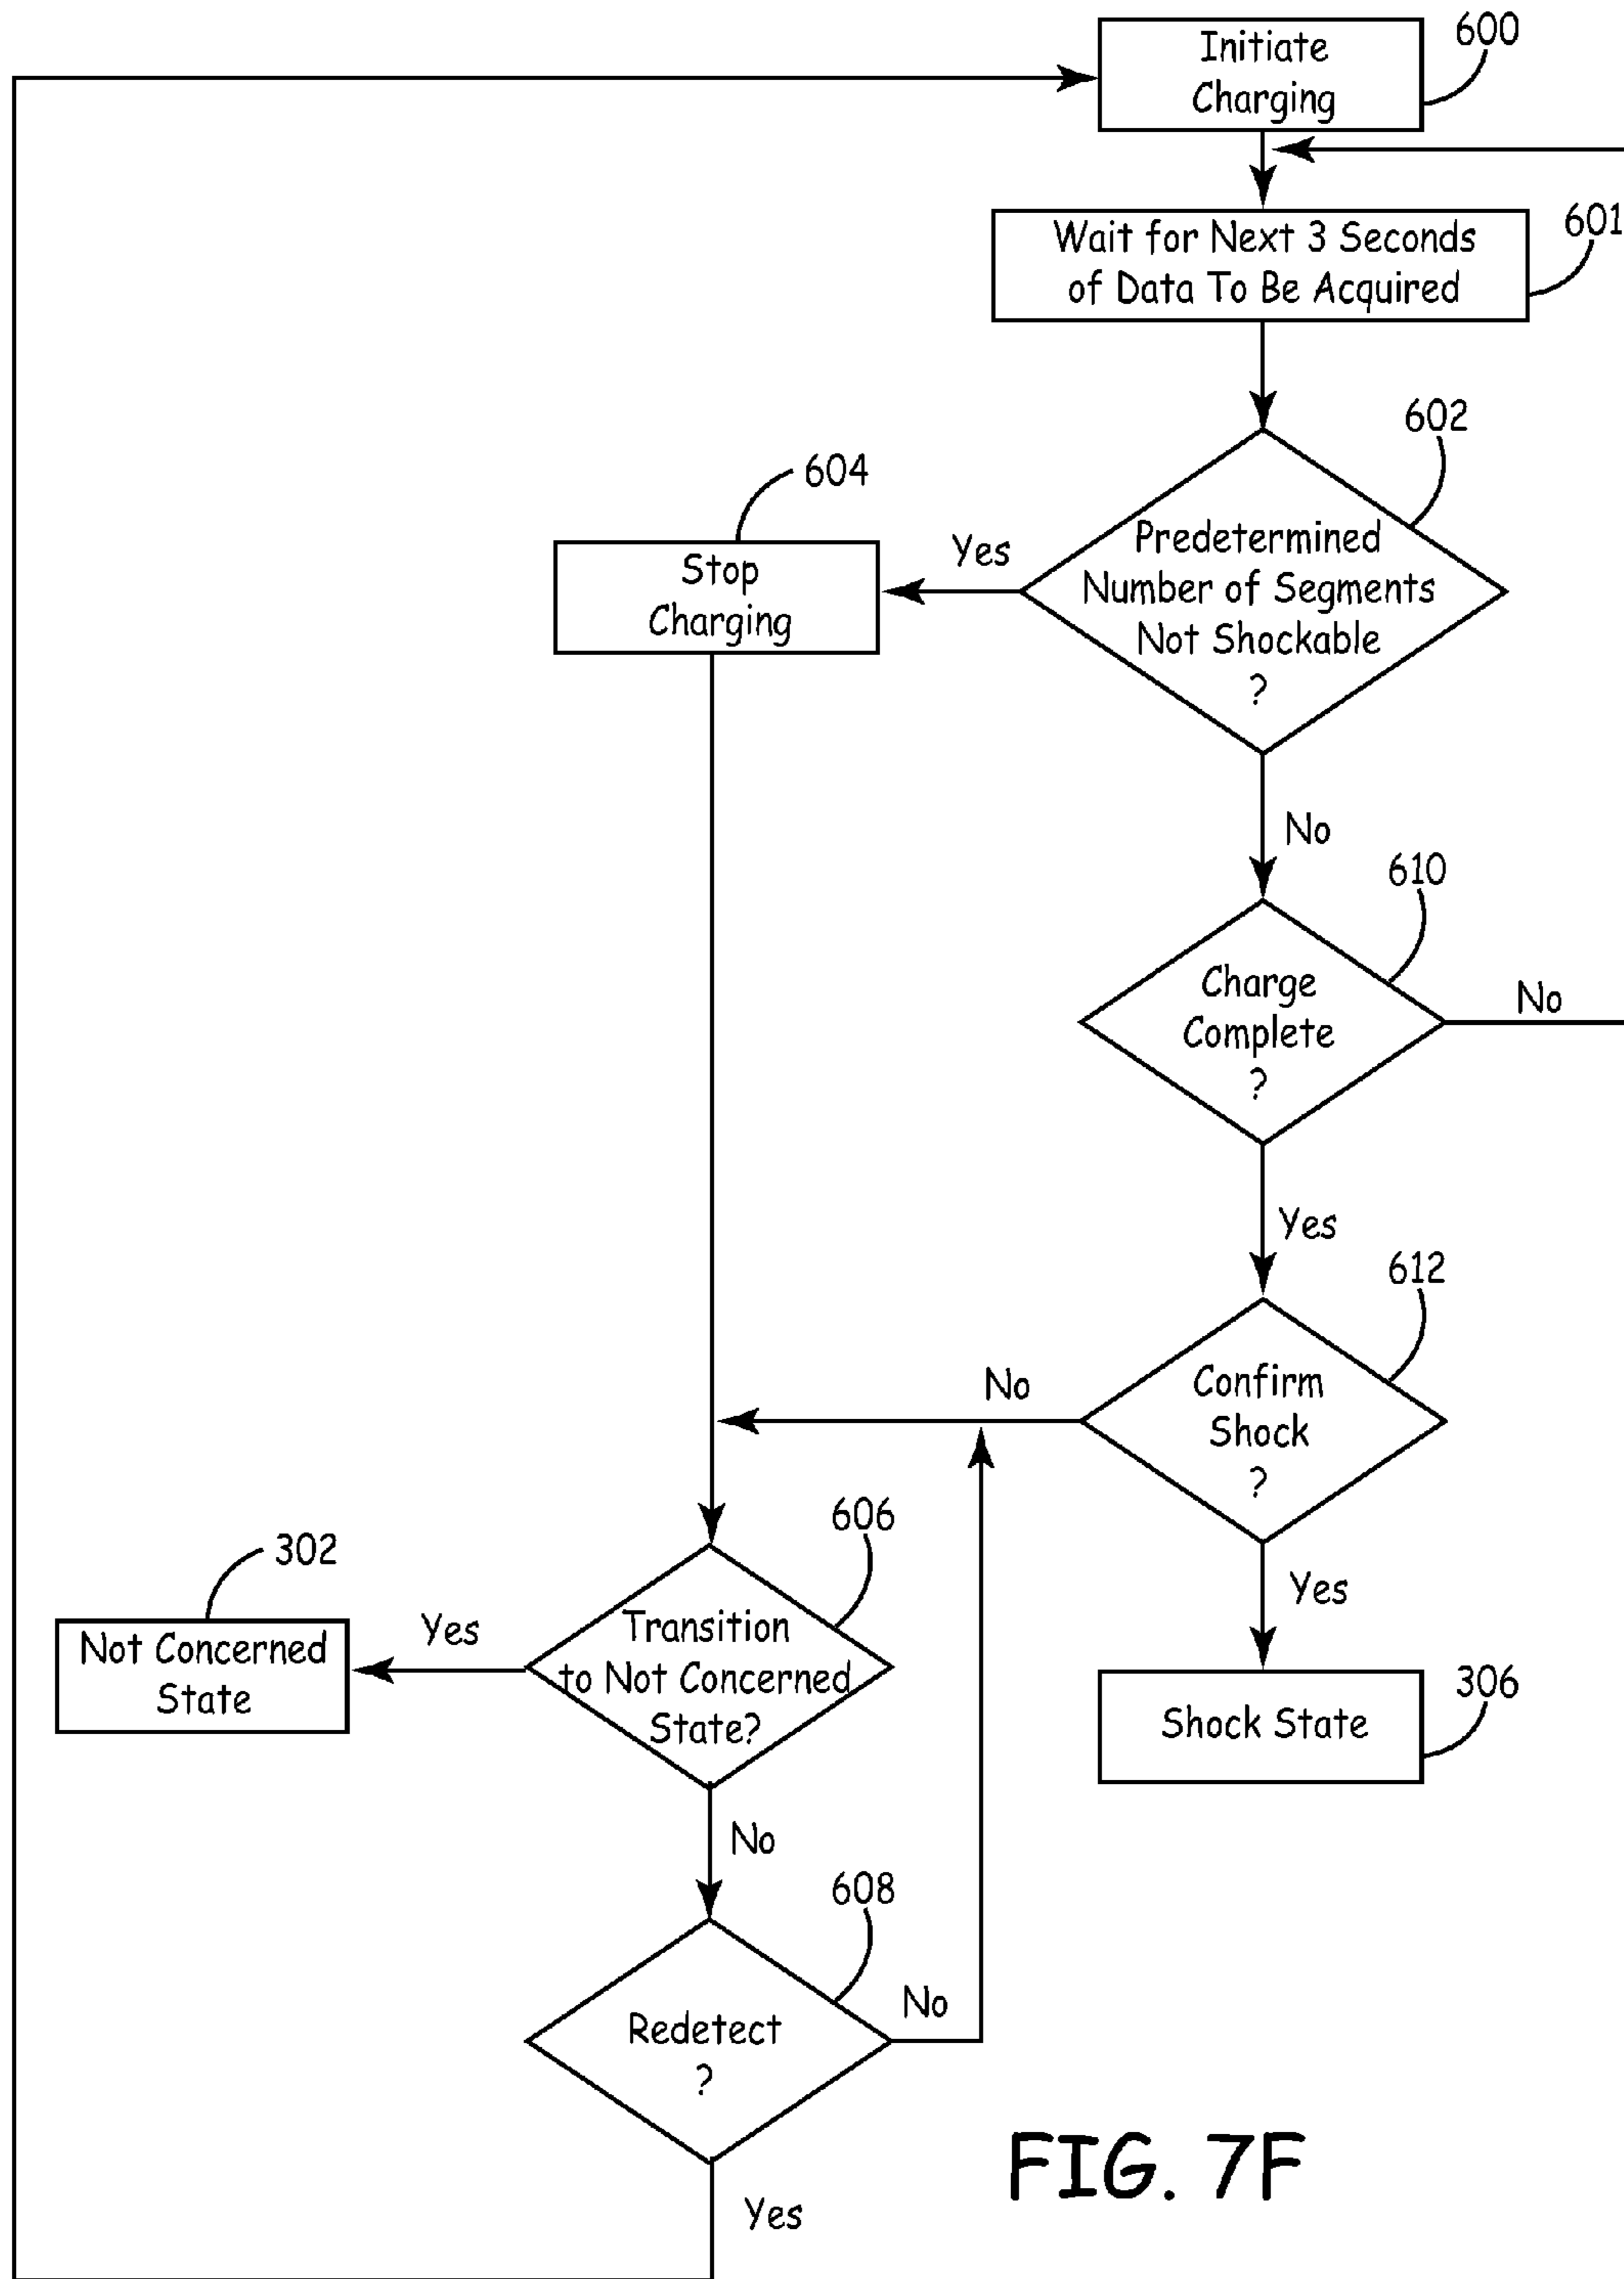 600
Initiate
Charging
601
Wait for Next 3 Seconds
of Data To Be Acquired
602
604
Predetermined
Number of Segments
Not Shockable
?
Yes
Stop
Charging
No
610
Charge
Complete
?
No
Yes
612
Confirm
Shock
?
No
606
302
Transition
to Not Concerned
State?
Yes
Not Concerned
State
Yes
306
Shock State
No
608
Redetect
?
No
Yes
FIG. 7F